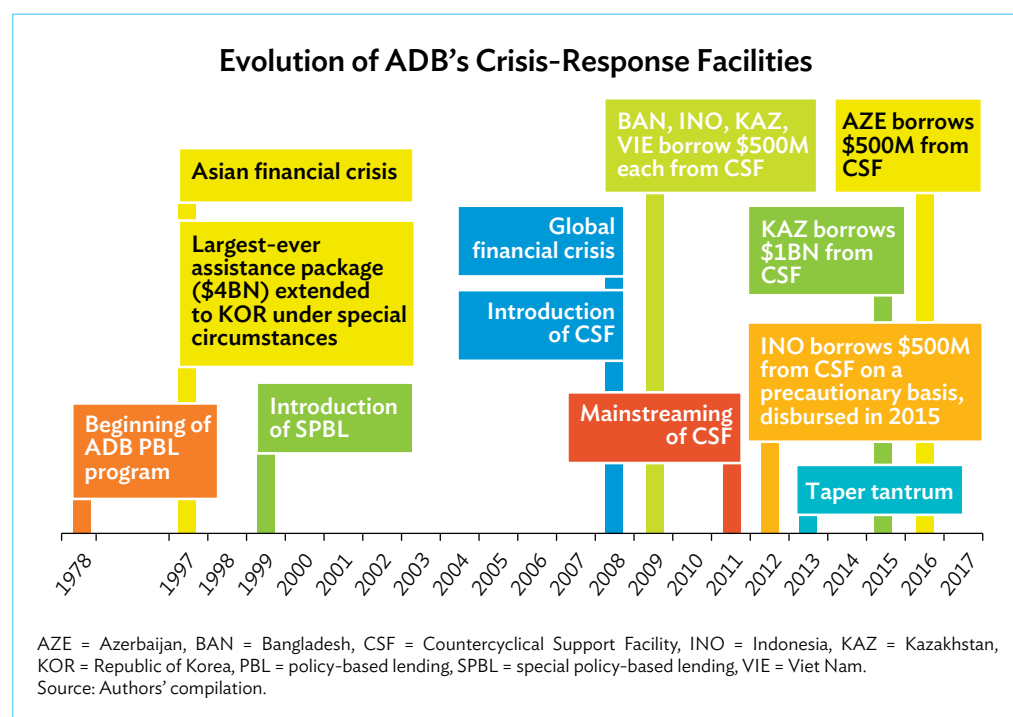 Evolution of ADB's Crisis-Response Facilities
BAN, INO, KAZ,
VIE borrow $500M
each from CSF
AZE borrows
$500M from
CSF
Asian financial crisis
Largest-ever
assistance package
($4BN) extended
to KOR under special
circumstances
Global
financial crisis
KAZ borrows
$1BN from
CSF
Introduction
of CSF
INO borrows $500M
from CSF on a
precautionary basis,
disbursed in 2015
Beginning of
ADB PBL
program
Introduction
of SPBL
Mainstreaming
of CSF
Taper tantrum
1978
1997
1998
1999
2000
2001
2002
2003
2004
2005
2006
2007
2008
2009
2010
2011
2012
2013
2014
2015
2016
2017
AZE = Azerbaijan, BAN = Bangladesh, CSF = Countercyclical Support Facility, INO = Indonesia, KAZ = Kazakhstan,
KOR = Republic of Korea, PBL = policy-based lending, SPBL = special policy-based lending, VIE = Viet Nam.
Source: Authors' compilation.